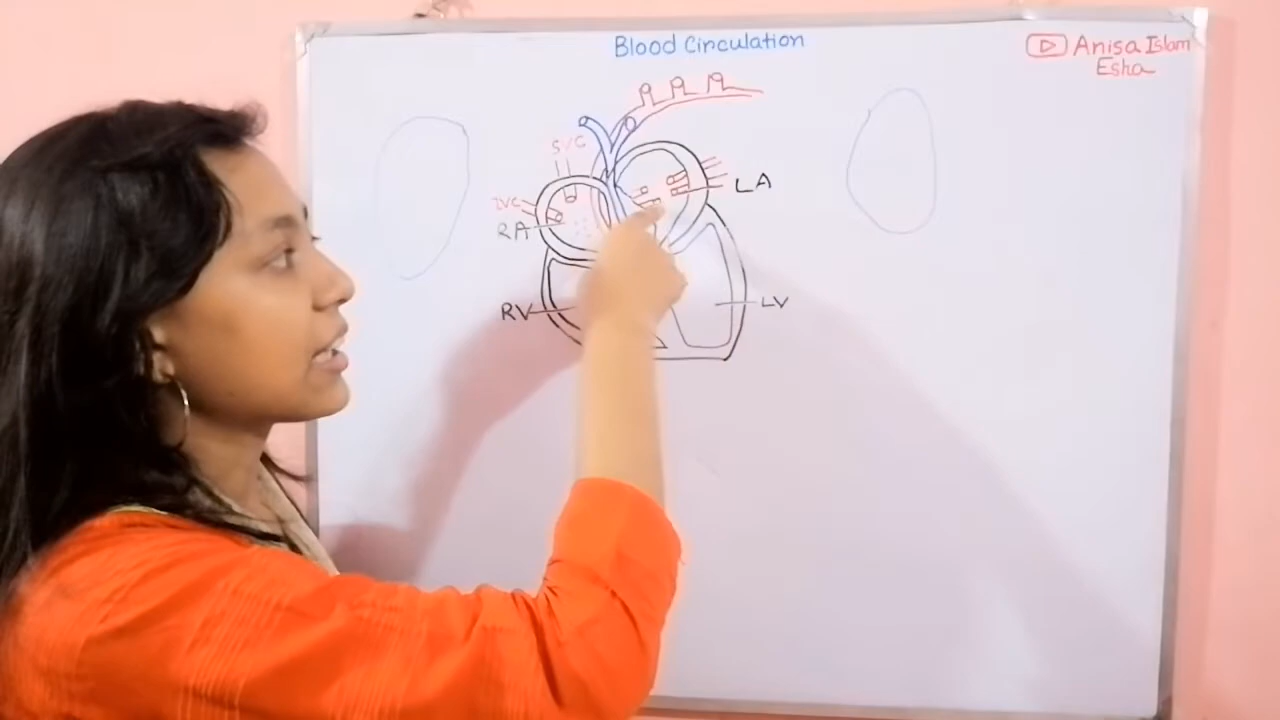 Blood Circulation
Anisa Islam
Esha
SVC
IVC
RA
LA
RV
LV